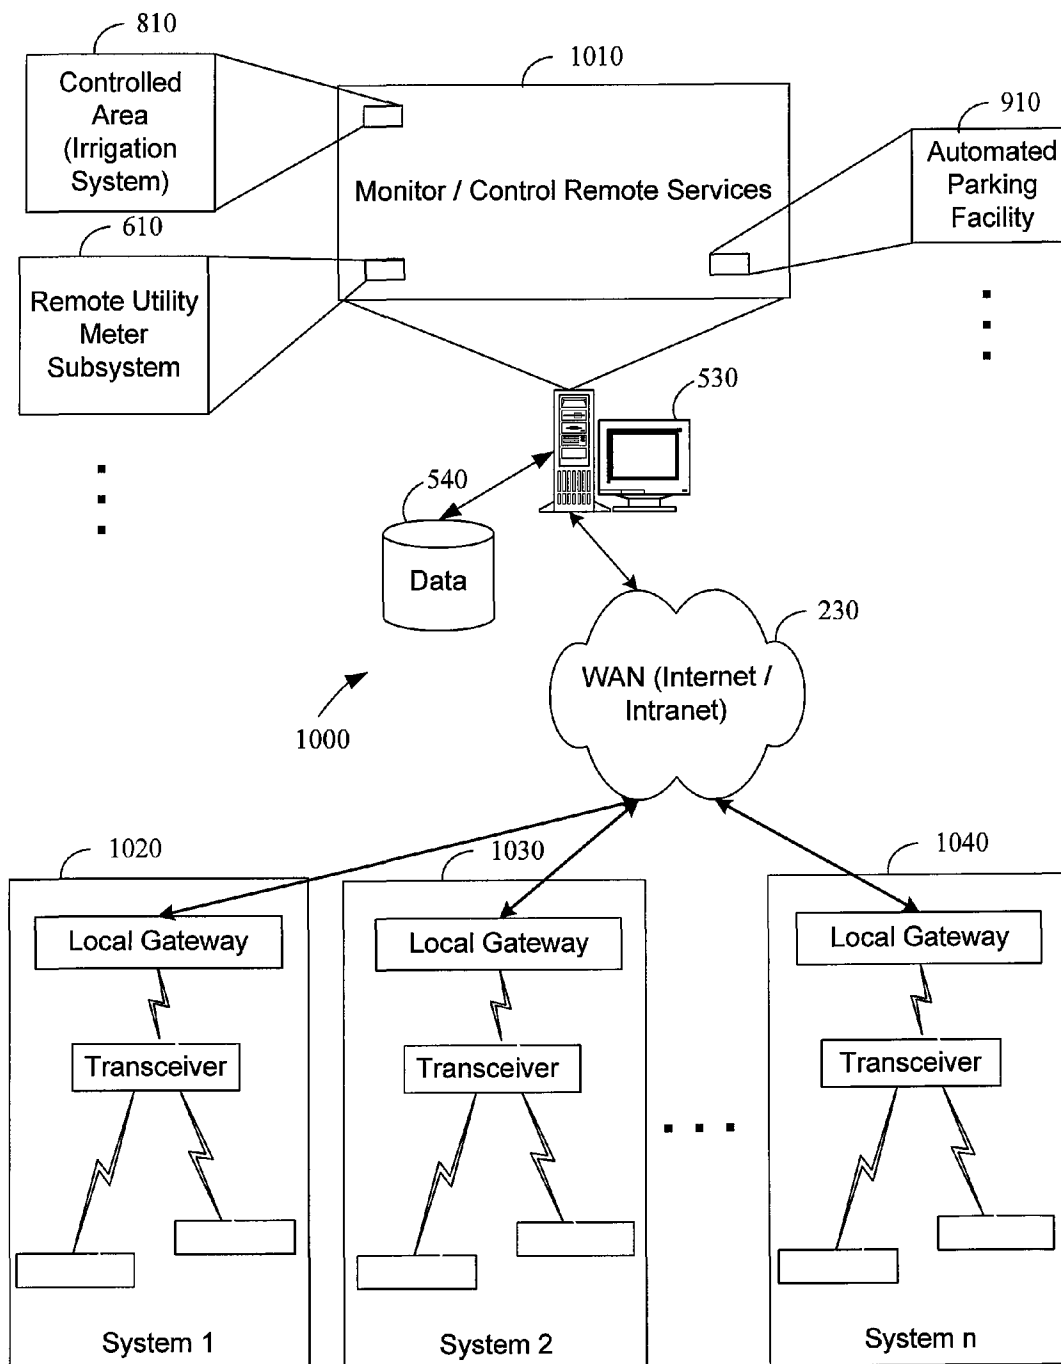 810
Controlled
Area
(Irrigation
System)
1010
Monitor / Control Remote Services
910
Automated
Parking
Facility
610
Remote Utility
Meter
Subsystem
530
540
Data
230
WAN (Internet /
Intranet)
1000
1020
Local Gateway
Transceiver
System 1
1030
Local Gateway
Transceiver
System 2
1040
Local Gateway
Transceiver
System n